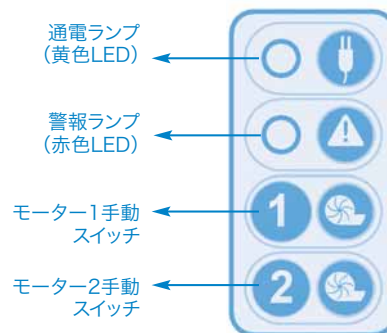 通電ランプ
(黄色LED)
警報ランプ
(赤色LED)
モーター1手動
スイッチ
1
モーター2手動
スイッチ
2